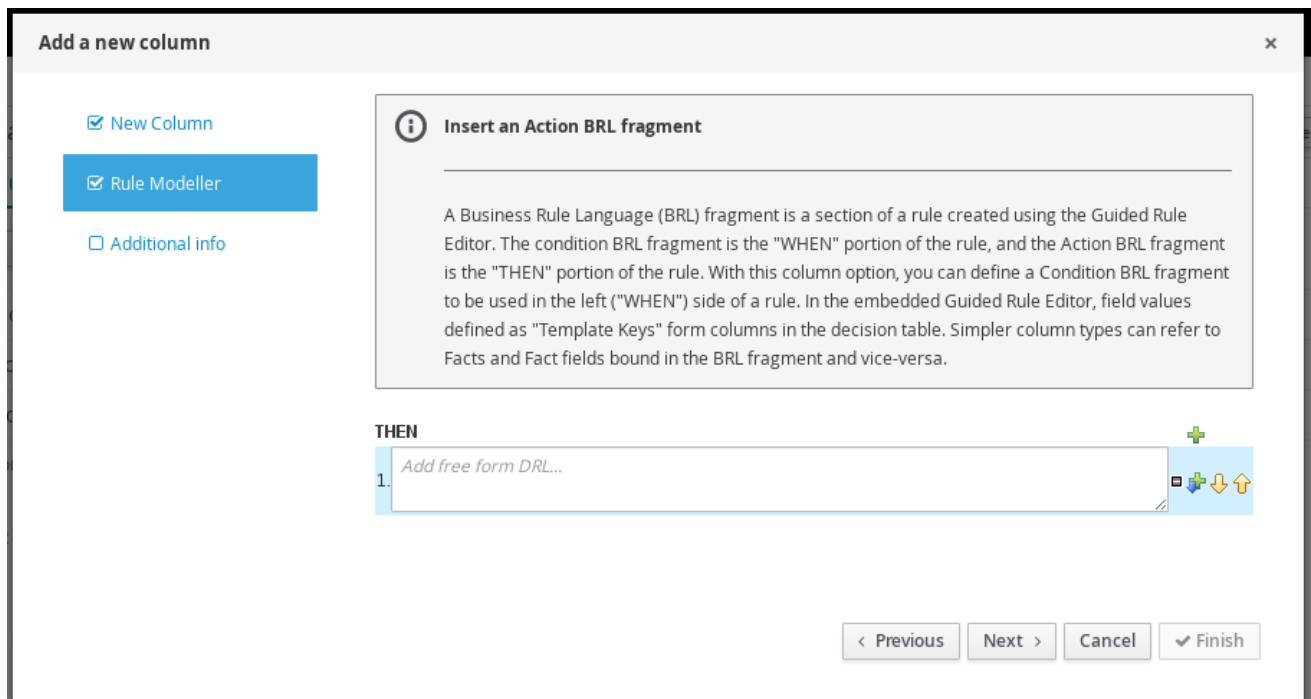 Add a new column
×
New Column
Rule Modeller
Additional info
Insert an Action BRL fragment
A Business Rule Language (BRL) fragment is a section of a rule created using the Guided Rule
Editor. The condition BRL fragment is the "WHEN" portion of the rule, and the Action BRL fragment
is the "THEN" portion of the rule. With this column option, you can define a Condition BRL fragment
to be used in the left ("WHEN") side of a rule. In the embedded Guided Rule Editor, field values
defined as "Template Keys" form columns in the decision table. Simpler column types can refer to
Facts and Fact fields bound in the BRL fragment and vice-versa.
THEN
1. Add free form DRL...
< Previous Next > Cancel ✔ Finish